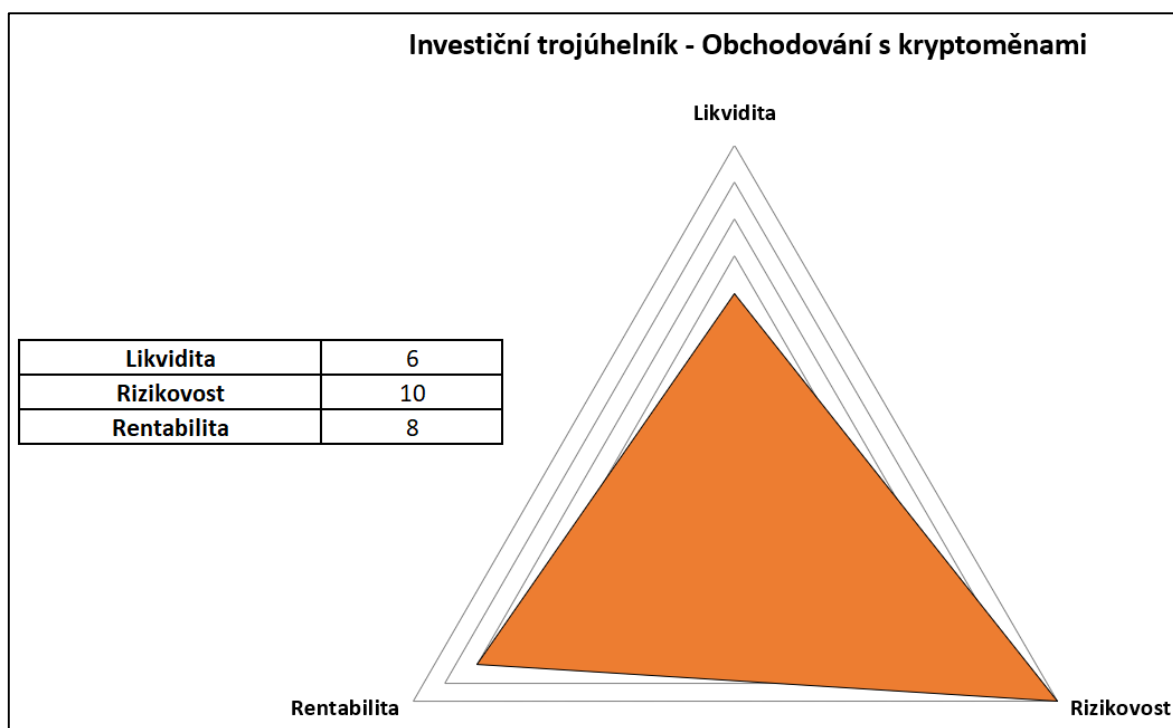 Investiční trojúhelník - Obchodování s kryptoměnami
Likvidita
Likvidita 6
Rizikovost 10
Rentabilita 8
Rentabilita
Rizikovost